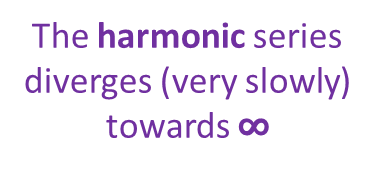 The harmonic series
diverges (very slowly)
towards ∞